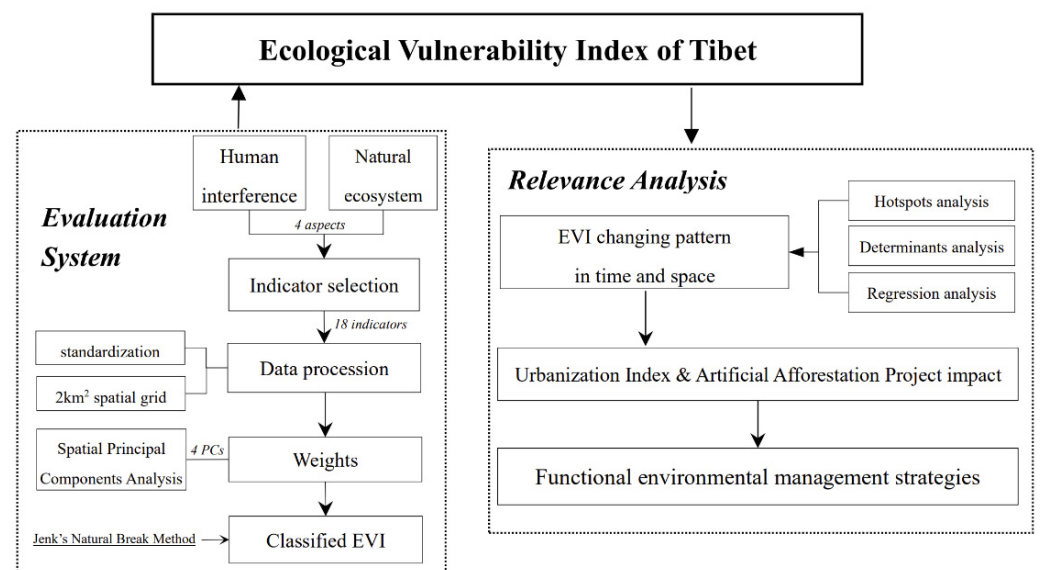 Ecological Vulnerability Index of Tibet
Evaluation
System
Human
interference
Natural
ecosystem
4 aspects
Indicator selection
18 indicators
standardization
2km² spatial grid
Data procession
Spatial Principal
Components Analysis
4 PCs
Weights
Jenk's Natural Break Method
Classified EVI
Relevance Analysis
EVI changing pattern
in time and space
Hotspots analysis
Determinants analysis
Regression analysis
Urbanization Index & Artificial Afforestation Project impact
Functional environmental management strategies